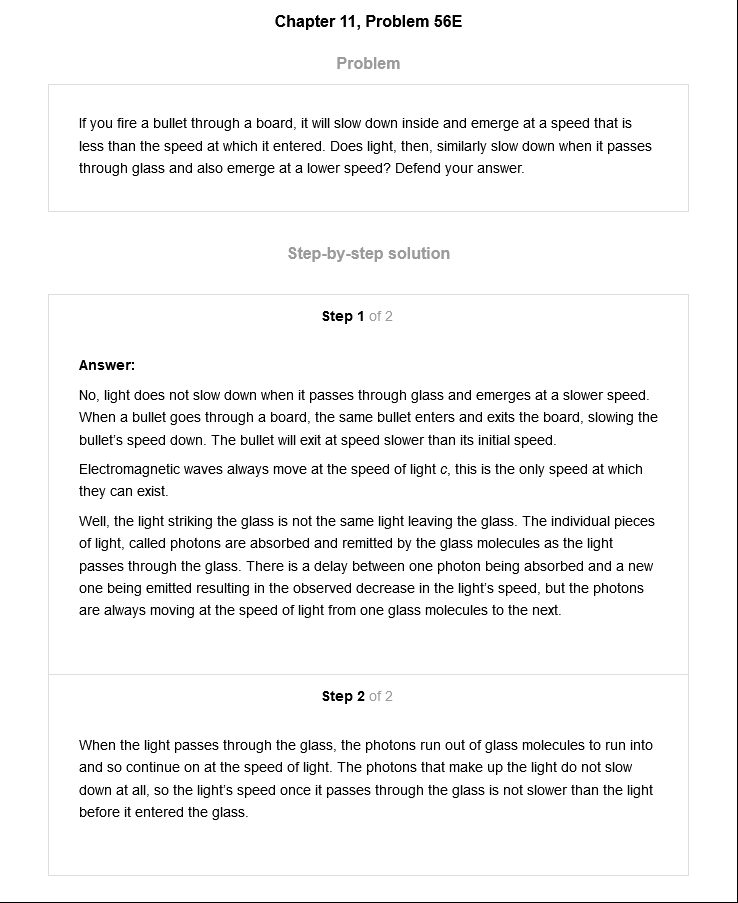 Chapter 11, Problem 56E
Problem
If you fire a bullet through a board, it will slow down inside and emerge at a speed that is
less than the speed at which it entered. Does light, then, similarly slow down when it passes
through glass and also emerge at a lower speed? Defend your answer.
Step-by-step solution
Step 1 of 2
Answer:
No, light does not slow down when it passes through glass and emerges at a slower speed.
When a bullet goes through a board, the same bullet enters and exits the board, slowing the
bullet's speed down. The bullet will exit at speed slower than its initial speed.
Electromagnetic waves always move at the speed of light c, this is the only speed at which
they can exist.
Well, the light striking the glass is not the same light leaving the glass. The individual pieces
of light, called photons are absorbed and remitted by the glass molecules as the light
passes through the glass. There is a delay between one photon being absorbed and a new
one being emitted resulting in the observed decrease in the light's speed, but the photons
are always moving at the speed of light from one glass molecules to the next.
Step 2 of 2
When the light passes through the glass, the photons run out of glass molecules to run into
and so continue on at the speed of light. The photons that make up the light do not slow
down at all, so the light's speed once it passes through the glass is not slower than the light
before it entered the glass.